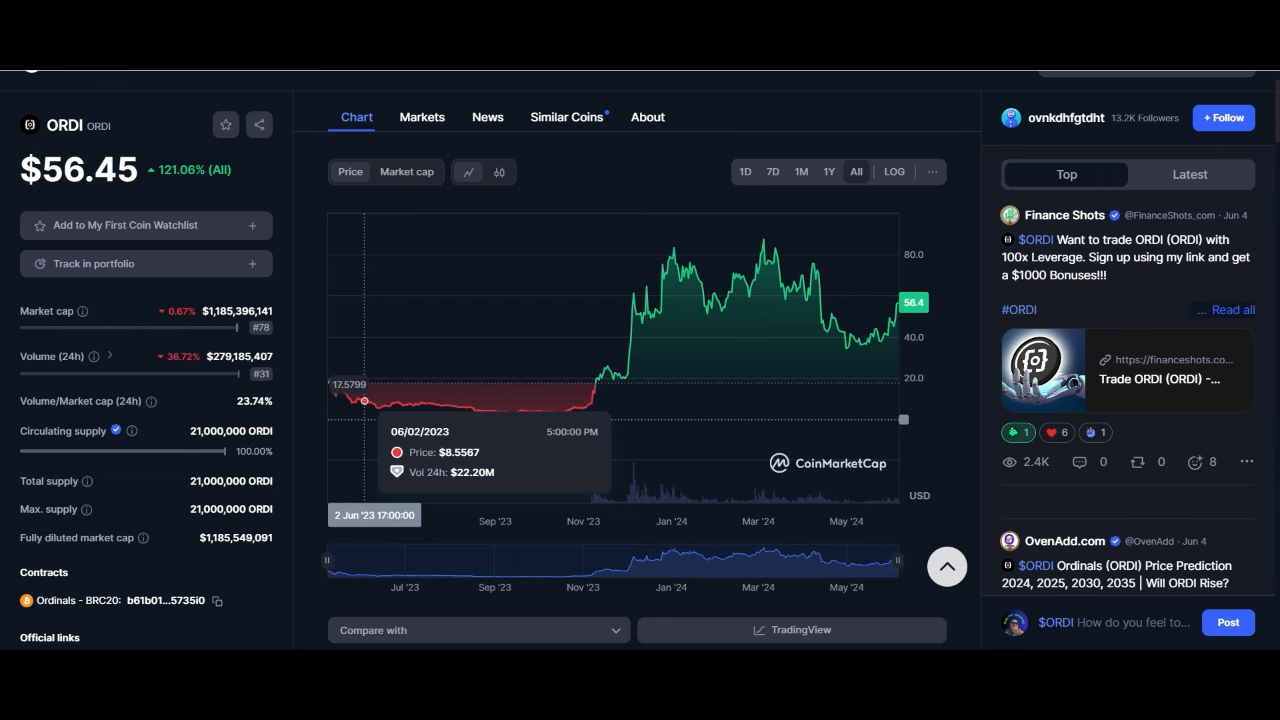 ORDI ORDI
$56.45 121.06% (All)
Add to My First Coin Watchlist
Track in portfolio
Market cap 0.67% $1,185,396,141
#78
Volume (24h) 36.72% $279,185,407
#31
Volume/Market cap (24h) 23.74%
Circulating supply 21,000,000 ORDI
100.00%
Total supply 21,000,000 ORDI
Max. supply 21,000,000 ORDI
Fully diluted market cap $1,185,549,091
Contracts
Ordinals - BRC20: b61b01...5735i0
Official links
Chart Markets News Similar Coins About
Price Market cap
1D 7D 1M 1Y All LOG ...
80.0
56.4
40.0
20.0
17.5799
06/02/2023 5:00:00 PM
Price: $8.5567
Vol 24h: $22.20M
CoinMarketCap
USD
2 Jun '23 17:00:00
Sep '23 Nov '23 Jan '24 Mar '24 May '24
Jul '23 Sep '23 Nov '23 Jan '24 Mar '24 May '24
Compare with
TradingView
ovnkdhfgtdht 13.2K Followers + Follow
Top Latest
Finance Shots @FinanceShots_com · Jun 4
$ORDI Want to trade ORDI (ORDI) with
100x Leverage. Sign up using my link and get
a $1000 Bonuses!!!
#ORDI ... Read all
https://financeshots.co...
Trade ORDI (ORDI) -...
1 6 1
2.4K 0 0 8 ...
OvenAdd.com @OvenAdd · Jun 4
$ORDI Ordinals (ORDI) Price Prediction
2024, 2025, 2030, 2035 | Will ORDI Rise?
$ORDI How do you feel to...
Post